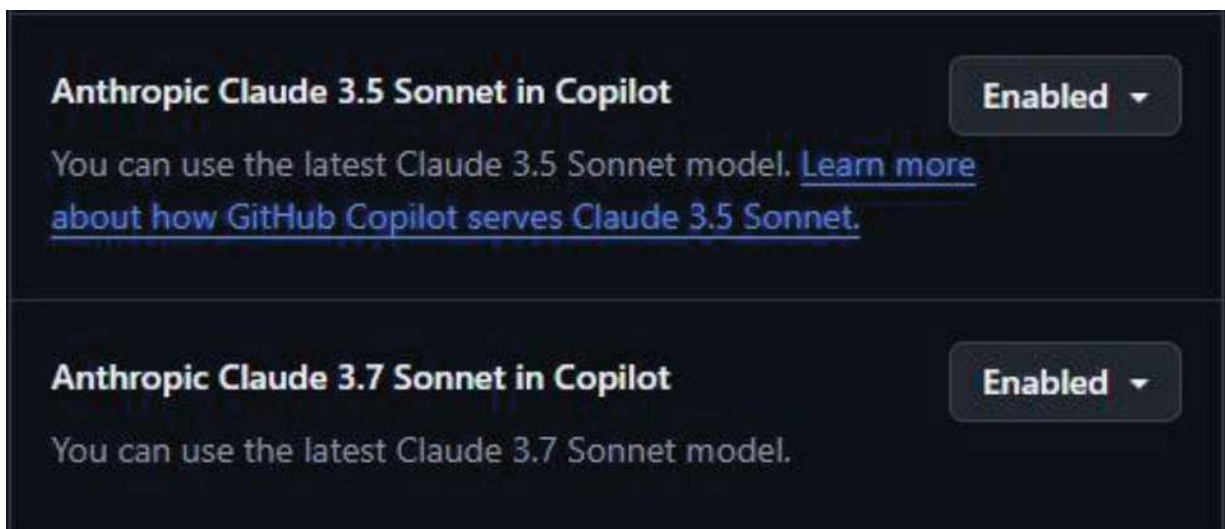 Anthropic Claude 3.5 Sonnet in Copilot
Enabled
You can use the latest Claude 3.5 Sonnet model. Learn more
about how GitHub Copilot serves Claude 3.5 Sonnet.
Anthropic Claude 3.7 Sonnet in Copilot
Enabled
You can use the latest Claude 3.7 Sonnet model.